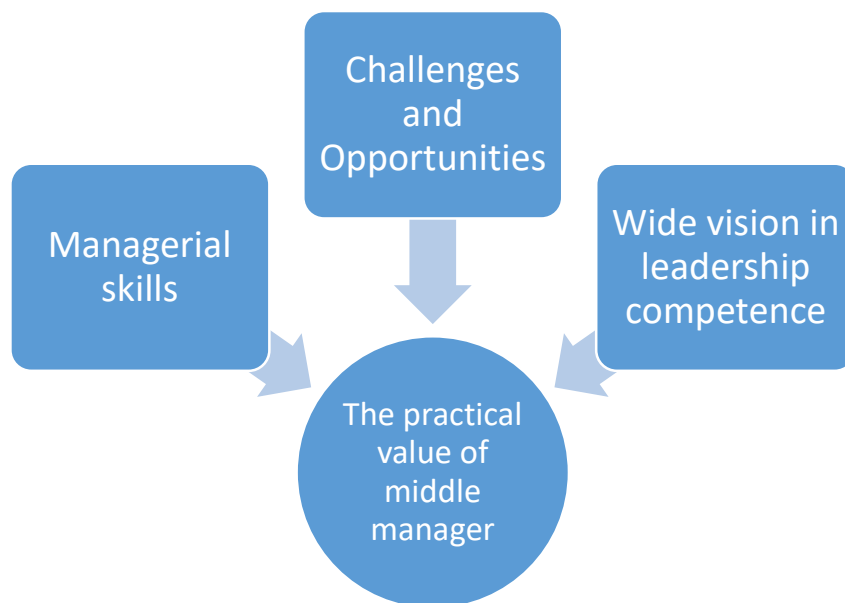 Challenges
and
Opportunities
Managerial
skills
Wide vision in
leadership
competence
The practical
value of
middle
manager